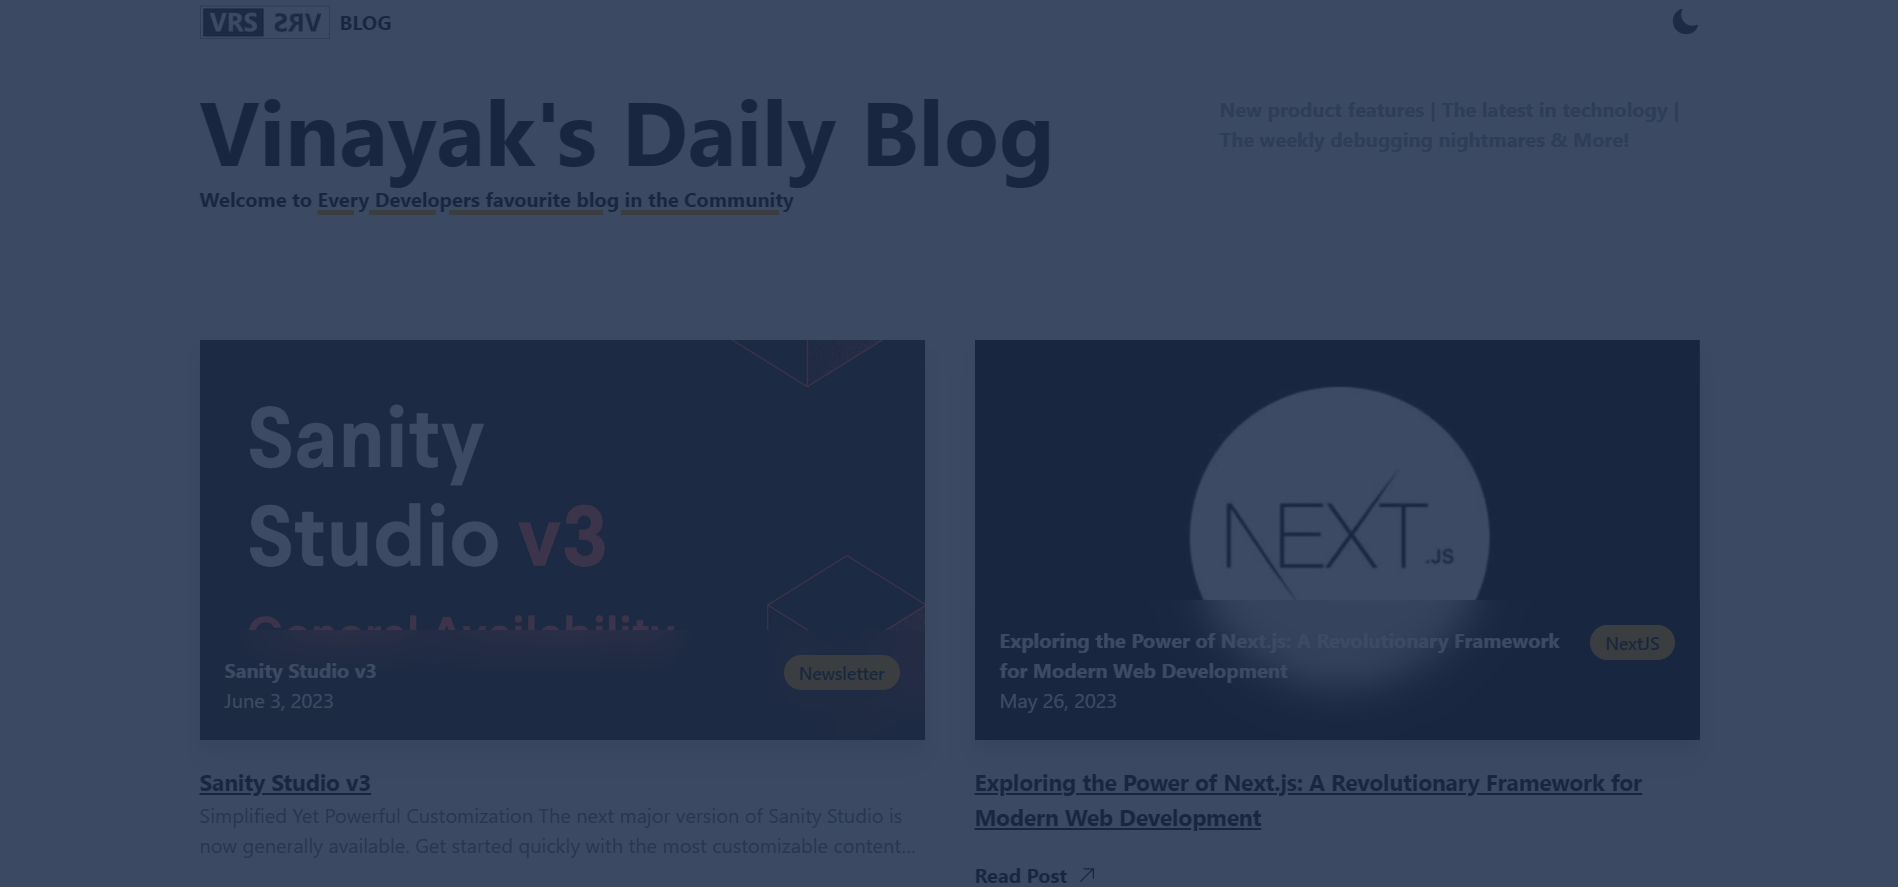 VRS VRS BLOG
Vinayak's Daily Blog
New product features | The latest in technology |
The weekly debugging nightmares & More!
Welcome to Every Developers favourite blog in the Community
Sanity
Studio v3
General Availability
Sanity Studio v3
June 3, 2023
Newsletter
NEXT.JS
Exploring the Power of Next.js: A Revolutionary Framework
for Modern Web Development
May 26, 2023
NextJS
Sanity Studio v3
Simplified Yet Powerful Customization The next major version of Sanity Studio is
now generally available. Get started quickly with the most customizable content...
Exploring the Power of Next.js: A Revolutionary Framework for
Modern Web Development
Read Post